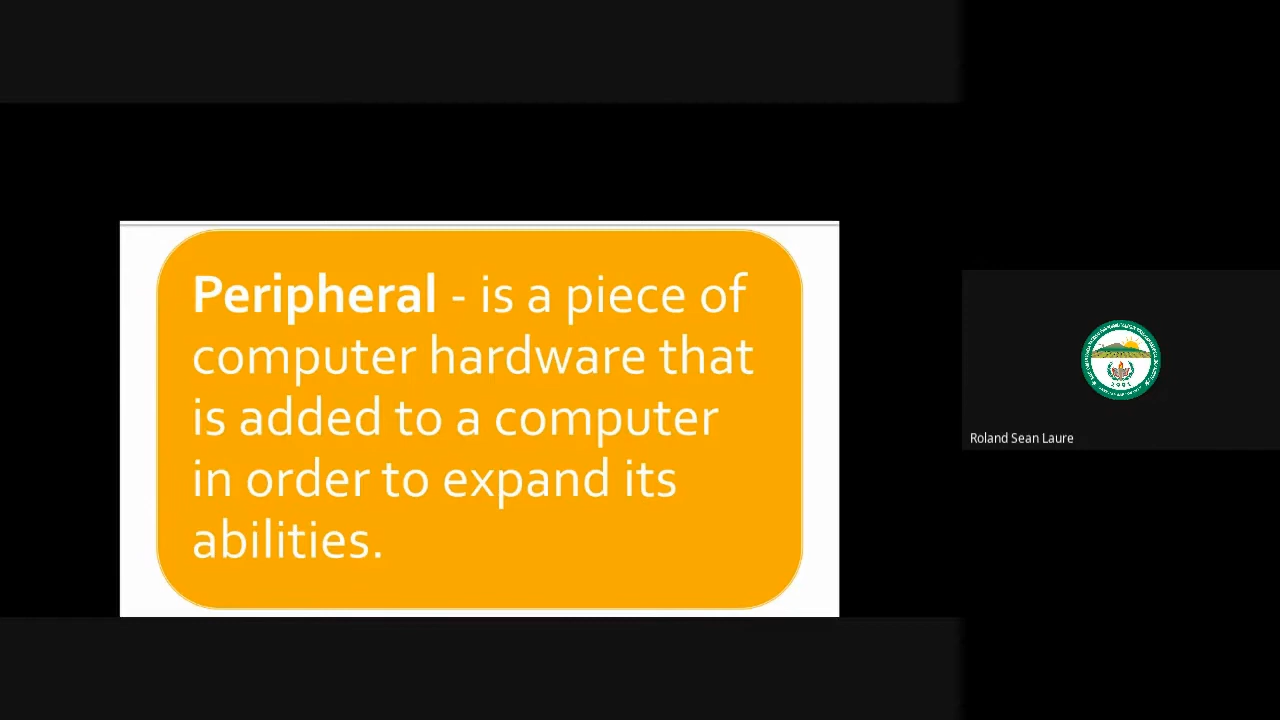 Peripheral - is a piece of
computer hardware that
is added to a computer
in order to expand its
abilities.
Roland Sean Laure